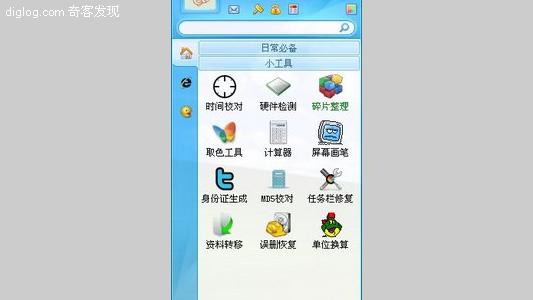 diglog.com 奇客发现
日常必备
小工具
时间校对 硬件检测 碎片整理
取色工具 计算器 屏幕画笔
身份证生成 MD5校对 任务栏修复
资料转移 误删恢复 单位换算